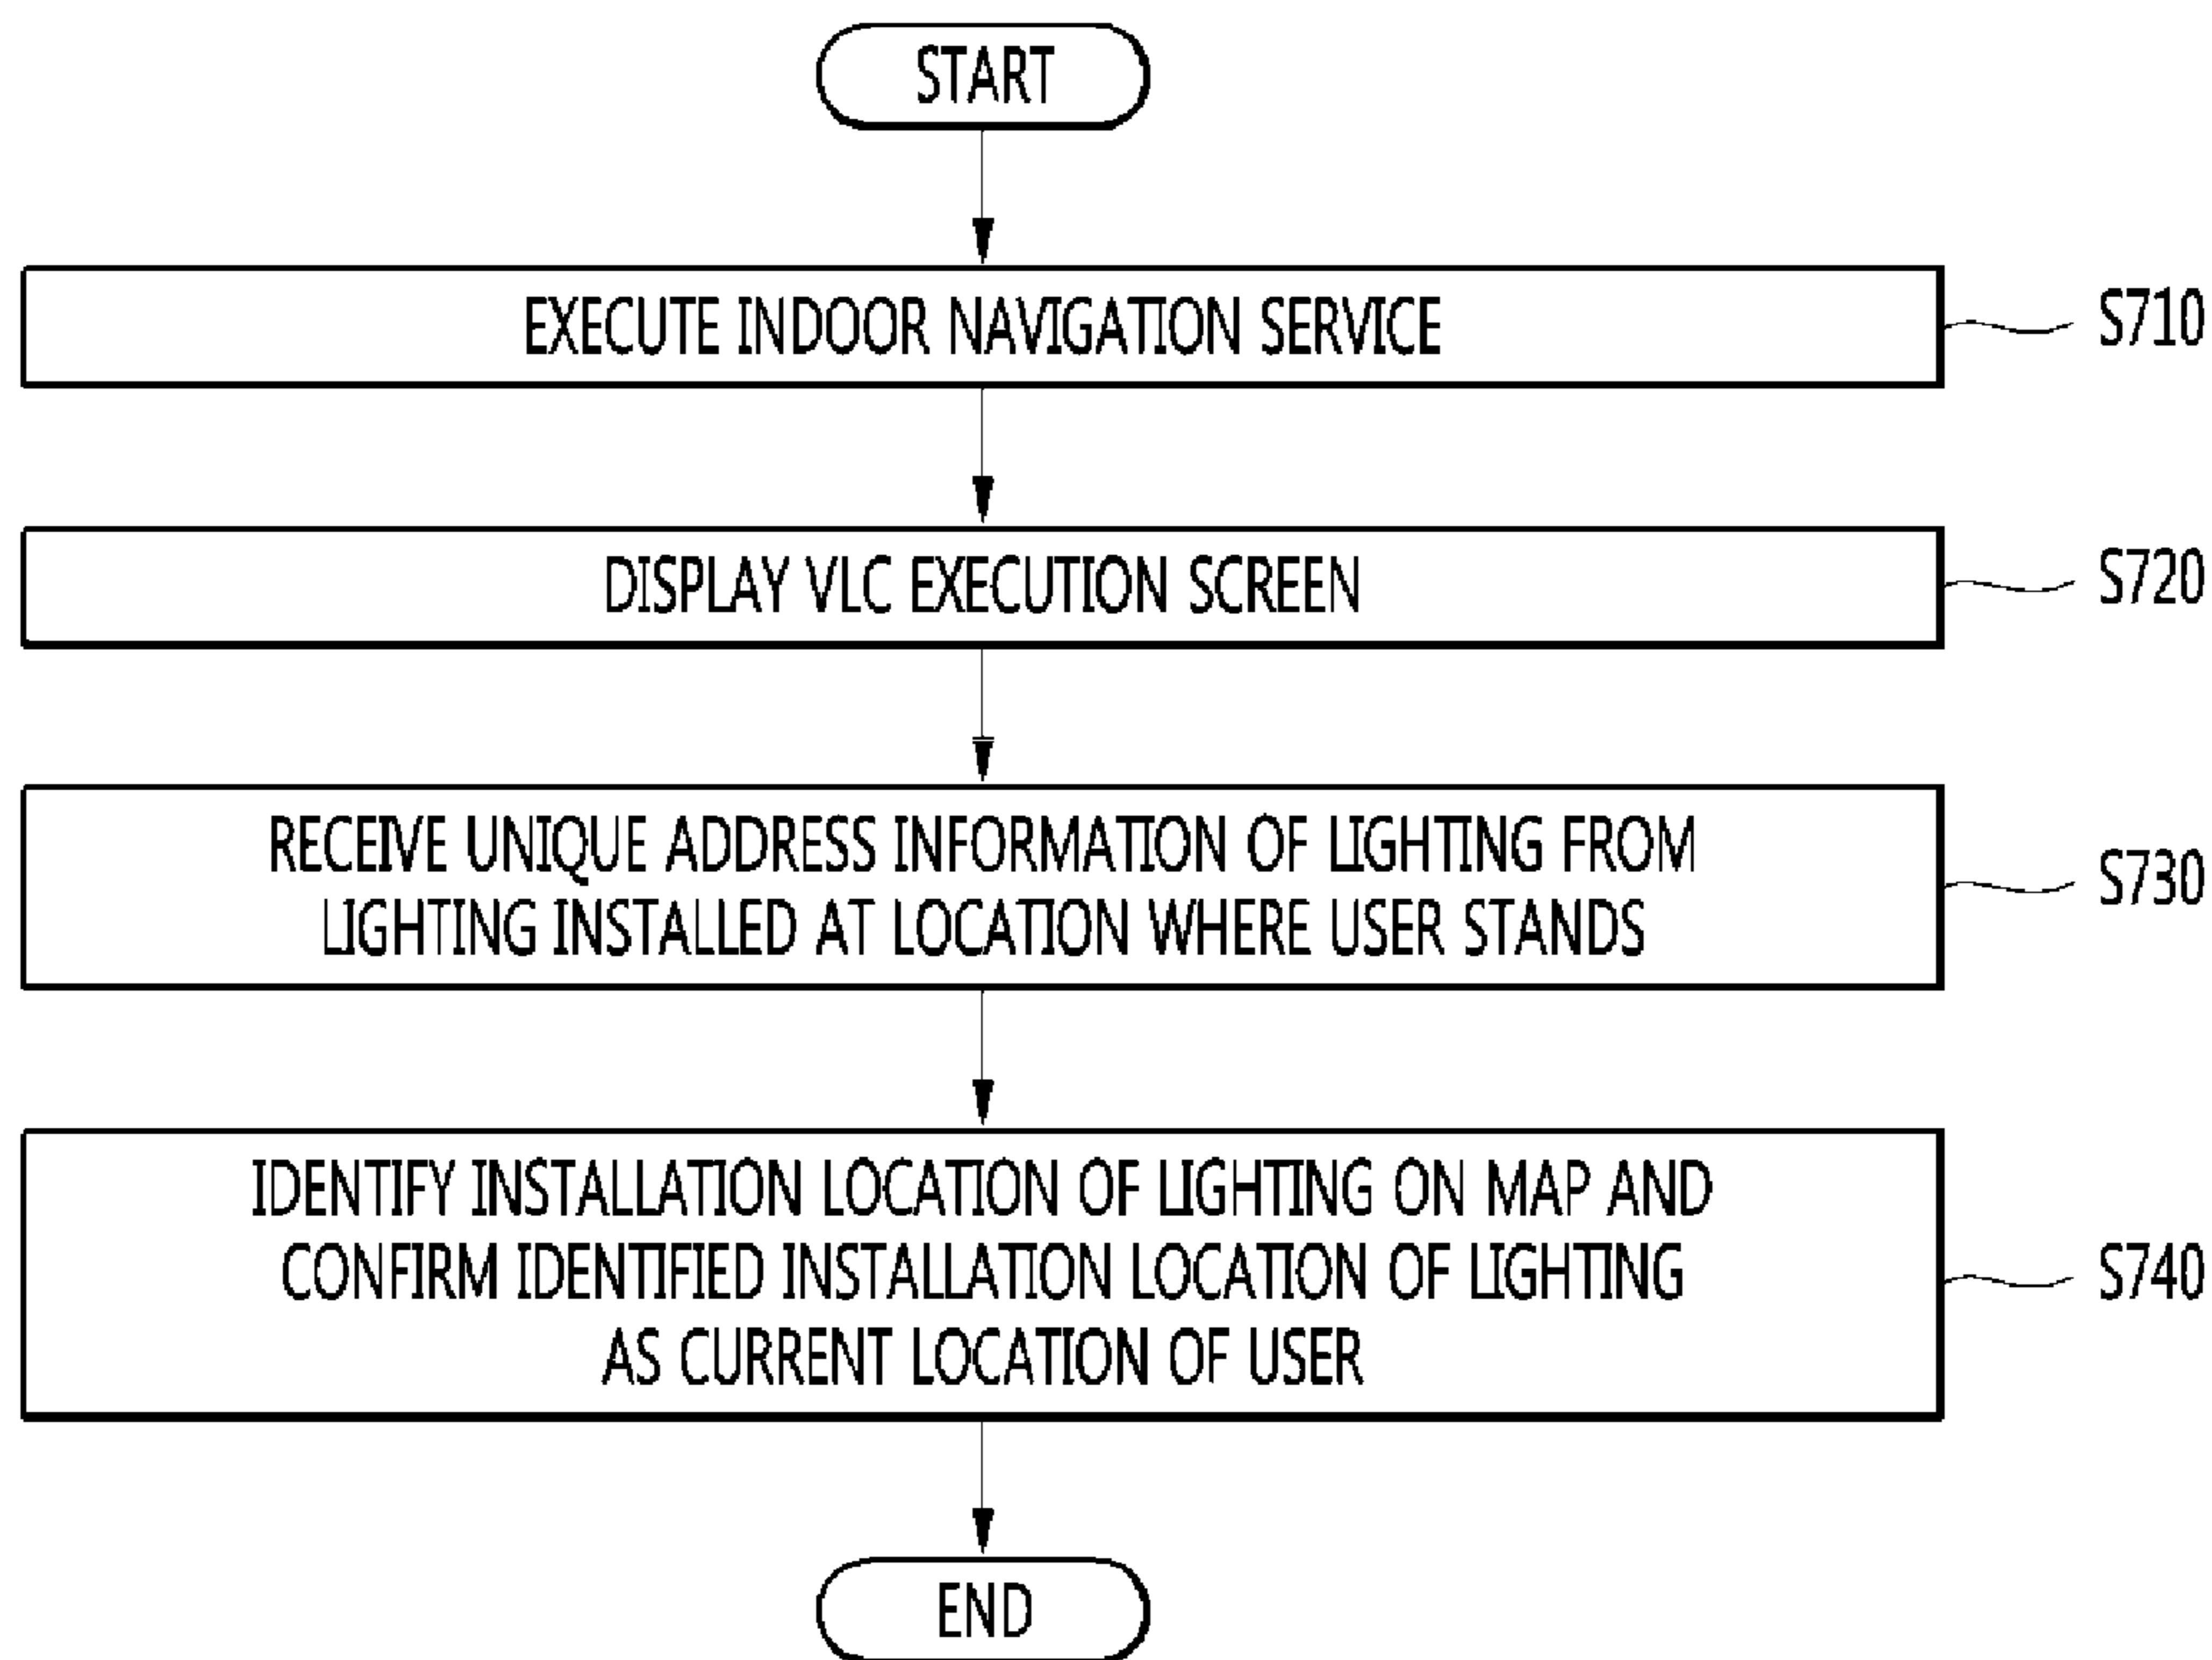 START
EXECUTE INDOOR NAVIGATION SERVICE
S710
DISPLAY VLC EXECUTION SCREEN
S720
RECEIVE UNIQUE ADDRESS INFORMATION OF LIGHTING FROM
LIGHTING INSTALLED AT LOCATION WHERE USER STANDS
S730
IDENTIFY INSTALLATION LOCATION OF LIGHTING ON MAP AND
CONFIRM IDENTIFIED INSTALLATION LOCATION OF LIGHTING
AS CURRENT LOCATION OF USER
S740
END